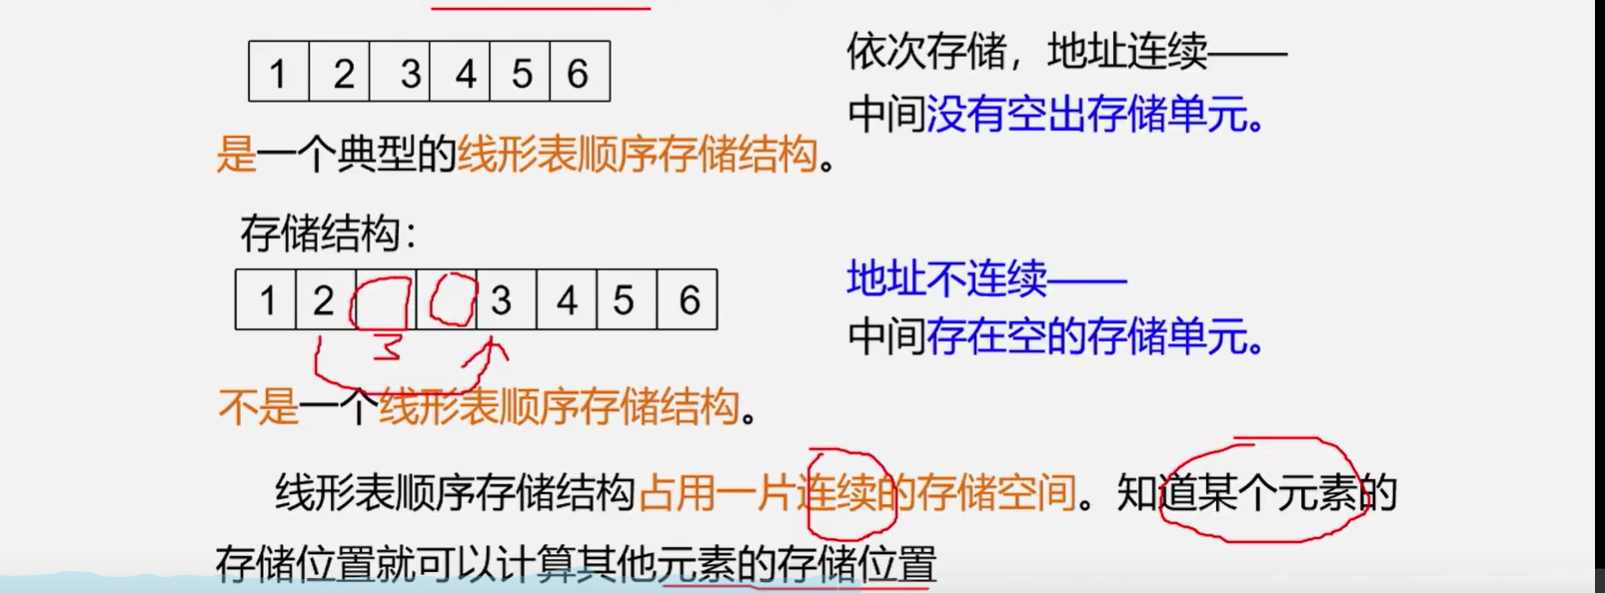 1 2 3 4 5 6
依次存储，地址连续——
中间没有空出存储单元。
是一个典型的线形表顺序存储结构。
存储结构：
1 2 3 4 5 6
地址不连续——
中间存在空的存储单元。
3
不是一个线形表顺序存储结构。
线形表顺序存储结构占用一片连续的存储空间。知道某个元素的
存储位置就可以计算其他元素的存储位置